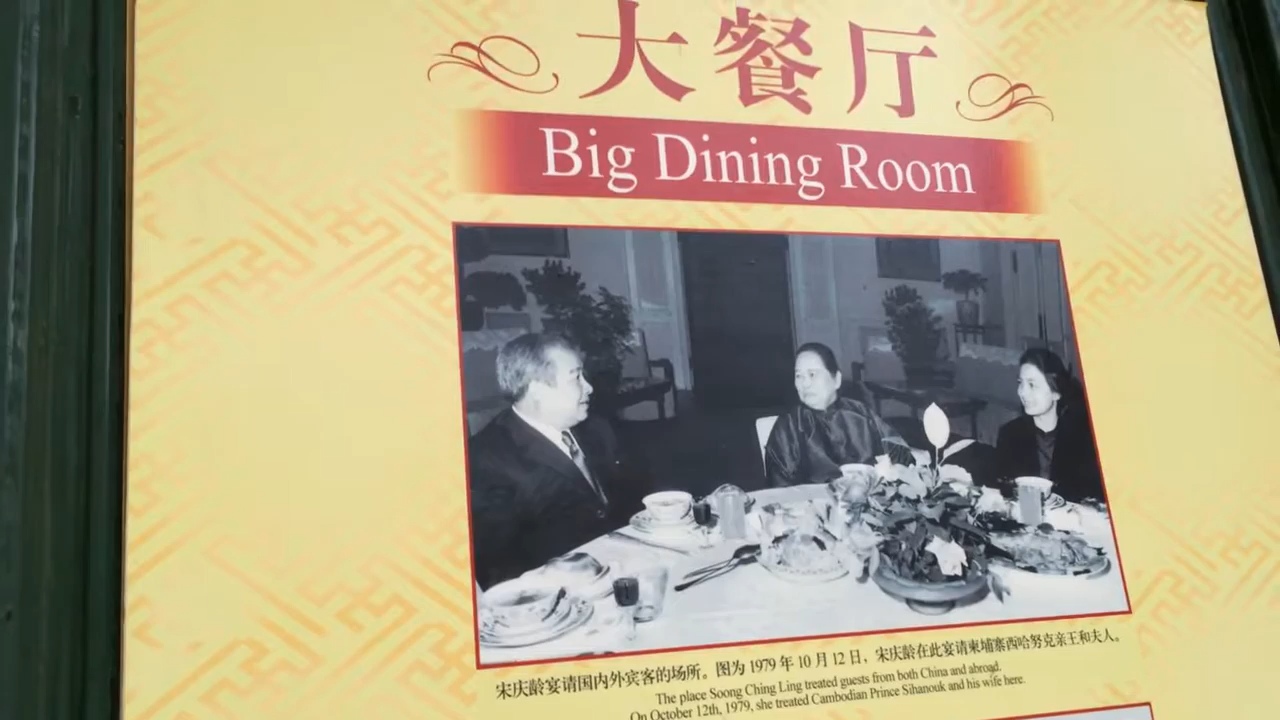 大餐厅
Big Dining Room
宋庆龄宴请国内外宾客的场所。图为1979年10月12日，宋庆龄在此宴请柬埔寨西哈努克亲王和夫人。
The place Soong Ching Ling treated guests from both China and abroad.
On October 12th, 1979, she treated Cambodian Prince Sihanouk and his wife here.